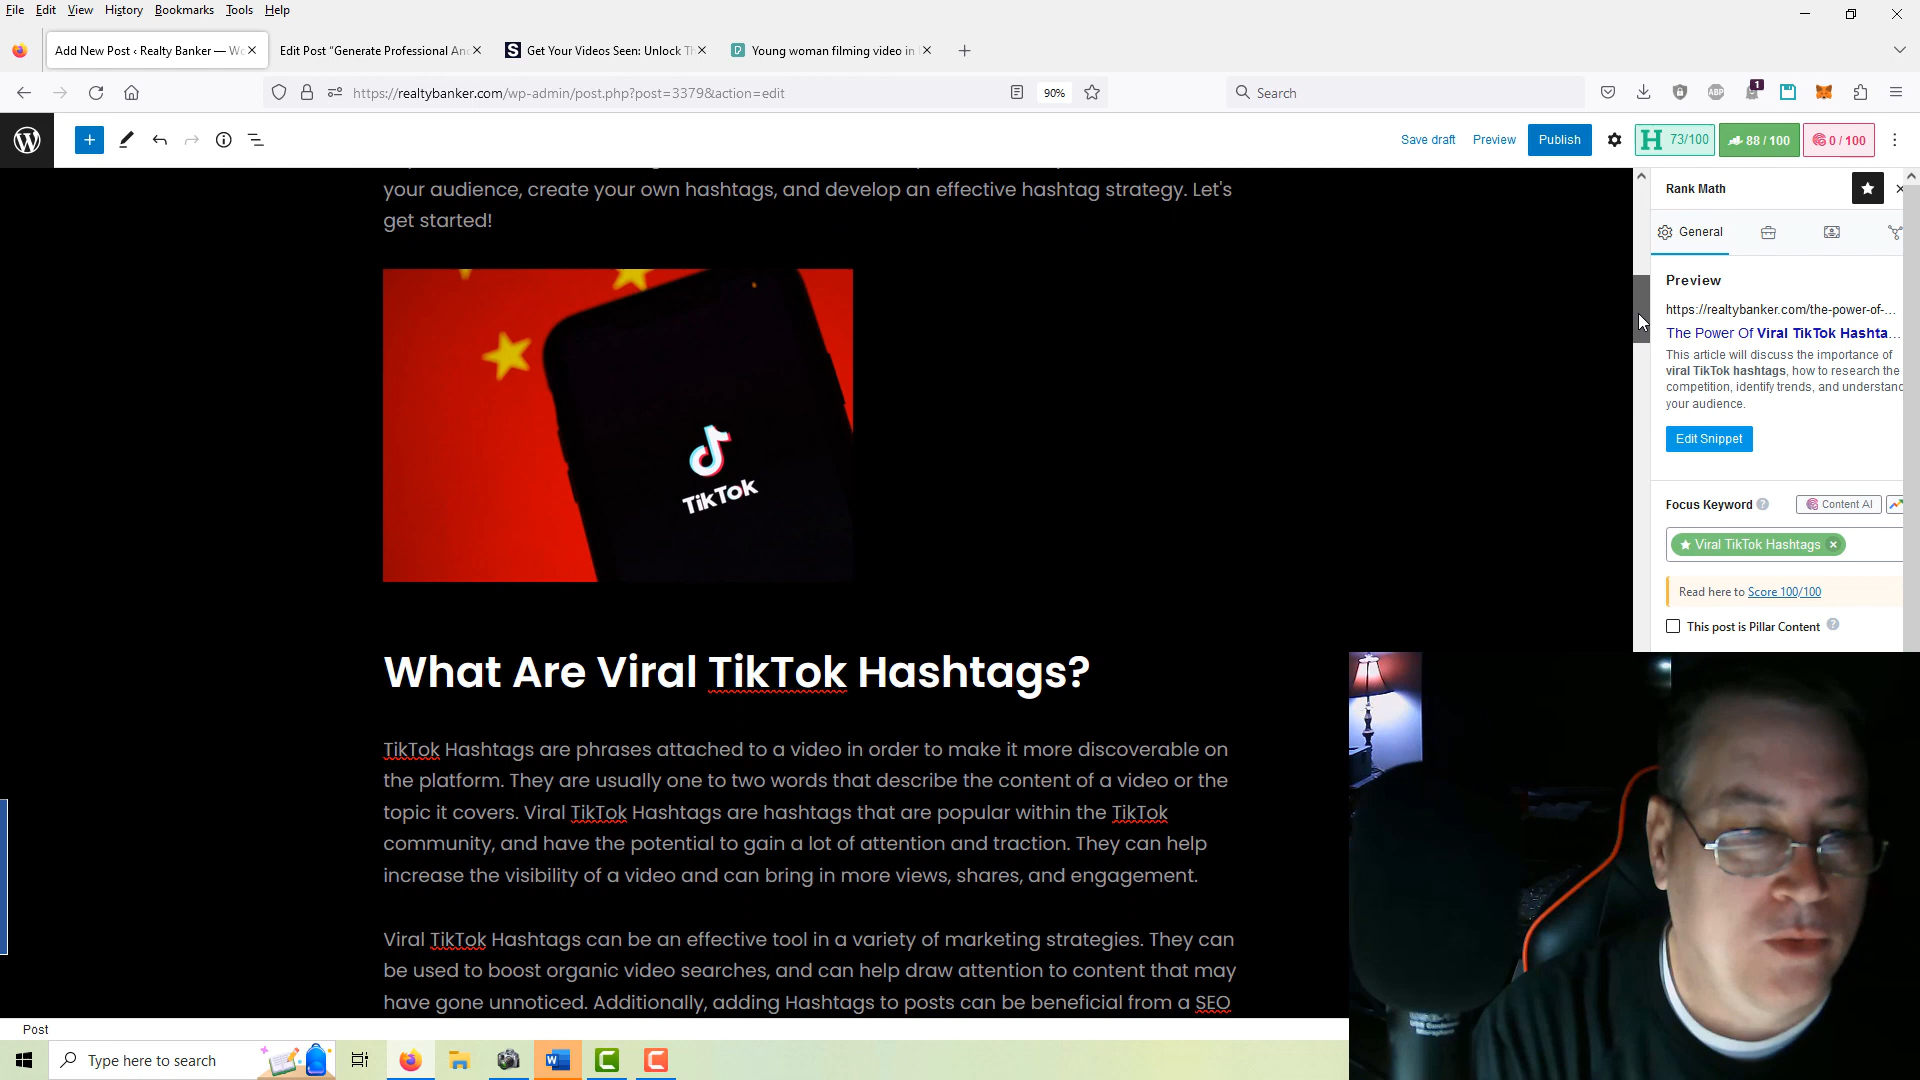 File Edit View History Bookmarks Tools Help
Add New Post ‹ Realty Banker — Wo
Edit Post “Generate Professional An
S Get Your Videos Seen: Unlock T
Young woman filming video in
https://realtybanker.com/wp-admin/post.php?post=3379&action=edit
90%
Search
ABP
1
Save draft
Preview
Publish
H 73/100
88 / 100
0 / 100
your audience, create your own hashtags, and develop an effective hashtag strategy. Let's
get started!
TikTok
What Are Viral TikTok Hashtags?
TikTok Hashtags are phrases attached to a video in order to make it more discoverable on
the platform. They are usually one to two words that describe the content of a video or the
topic it covers. Viral TikTok Hashtags are hashtags that are popular within the TikTok
community, and have the potential to gain a lot of attention and traction. They can help
increase the visibility of a video and can bring in more views, shares, and engagement.
Viral TikTok Hashtags can be an effective tool in a variety of marketing strategies. They can
be used to boost organic video searches, and can help draw attention to content that may
have gone unnoticed. Additionally, adding Hashtags to posts can be beneficial from a SEO
Rank Math
General
Preview
https://realtybanker.com/the-power-of-...
The Power Of Viral TikTok Hashta...
This article will discuss the importance of
viral TikTok hashtags, how to research the
competition, identify trends, and understand
your audience.
Edit Snippet
Focus Keyword
Content AI
Viral TikTok Hashtags
Read here to Score 100/100
This post is Pillar Content
Post
Type here to search